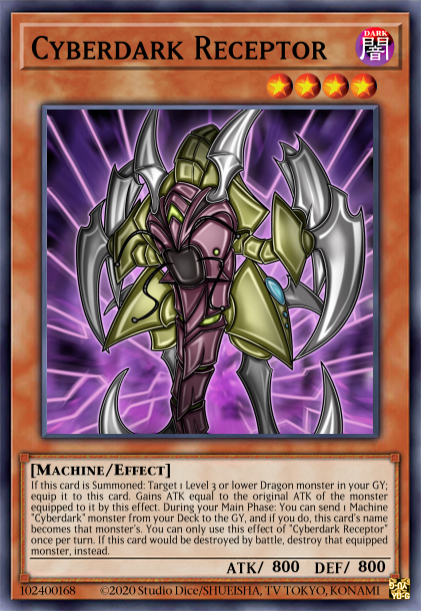 CYBERDARK RECEPTOR
DARK
闇
[MACHINE/EFFECT]
If this card is Summoned: Target 1 Level 3 or lower Dragon monster in your GY;
equip it to this card. Gains ATK equal to the original ATK of the monster
equipped to it by this effect. During your Main Phase: You can send 1 Machine
"Cyberdark" monster from your Deck to the GY, and if you do, this card's name
becomes that monster's. You can only use this effect of "Cyberdark Receptor"
once per turn. If this card would be destroyed by battle, destroy that equipped
monster, instead.
ATK/ 800 DEF/ 800
102400168 ©2020 Studio Dice/SHUEISHA, TV TOKYO, KONAMI